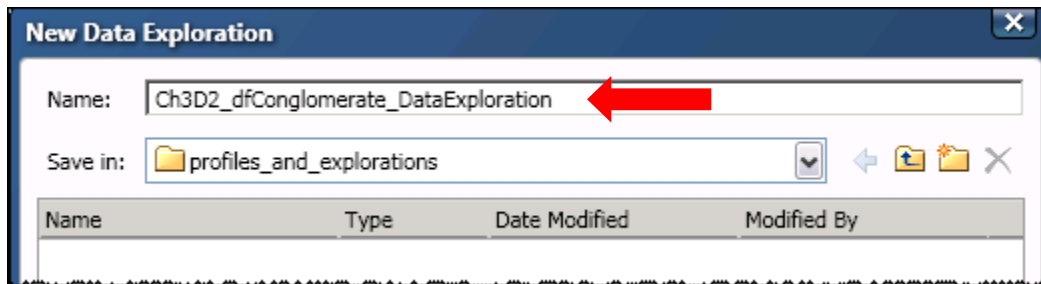 New Data Exploration
Name: Ch3D2_dfConglomerate_DataExploration
Save in: profiles_and_explorations
Name Type Date Modified Modified By